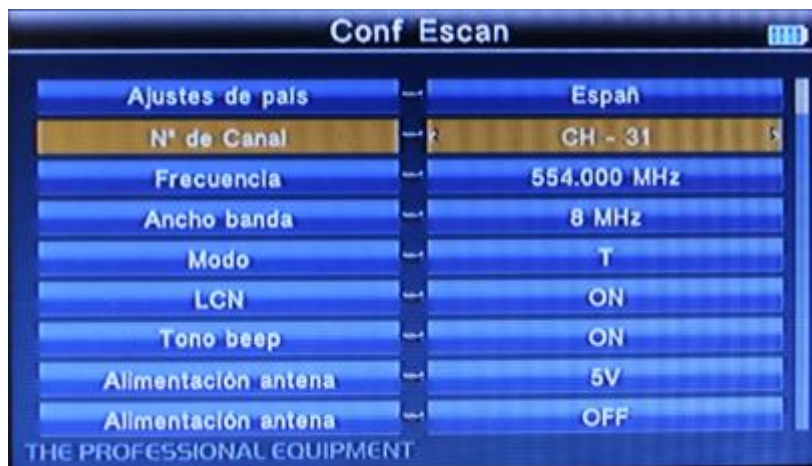 Conf Escan
Ajustes de país Españ
N° de Canal CH - 31
Frecuencia 554.000 MHz
Ancho banda 8 MHz
Modo T
LCN ON
Tono beep ON
Alimentación antena 5V
Alimentación antena OFF
THE PROFESSIONAL EQUIPMENT